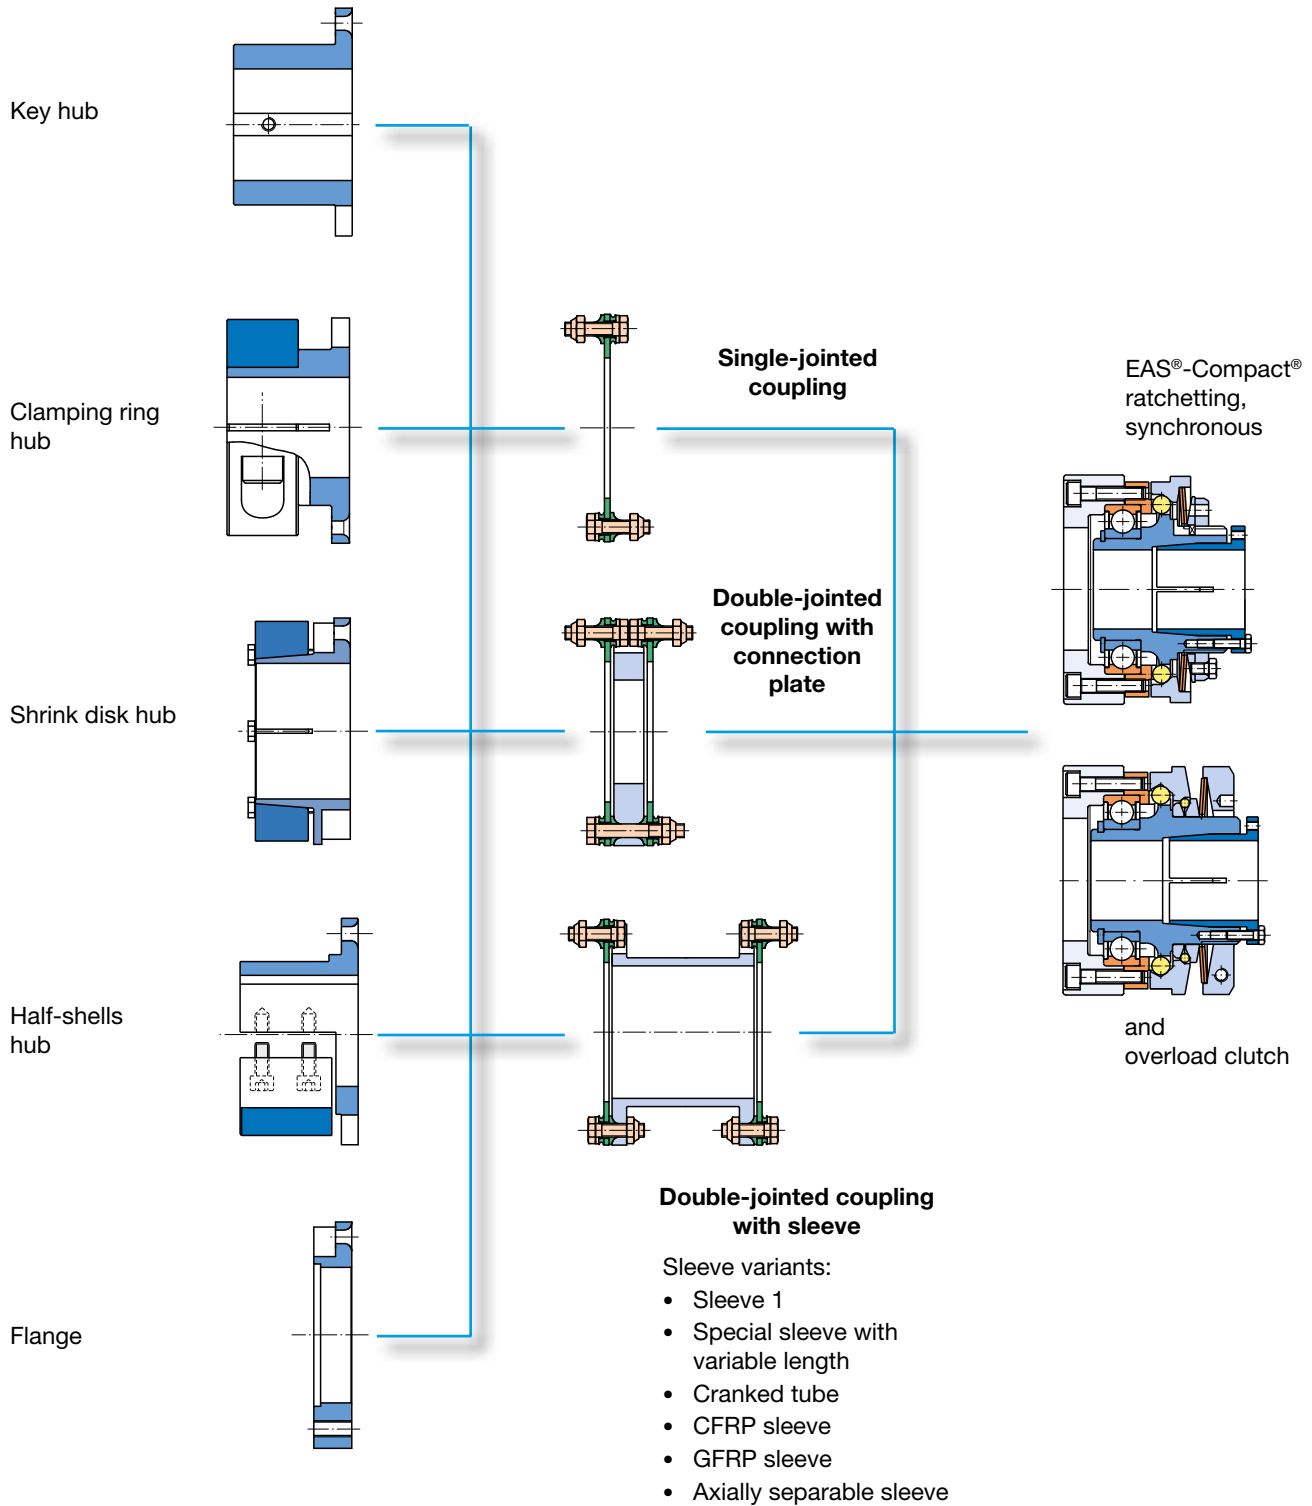 Key hub
Clamping ring
hub
Shrink disk hub
Half-shells
hub
Flange
Single-jointed
coupling
Double-jointed
coupling with
connection
plate
Double-jointed coupling
with sleeve
Sleeve variants:
• Sleeve 1
• Special sleeve with
variable length
• Cranked tube
• CFRP sleeve
• GFRP sleeve
• Axially separable sleeve
EAS®-Compact®
ratchetting,
synchronous
and
overload clutch